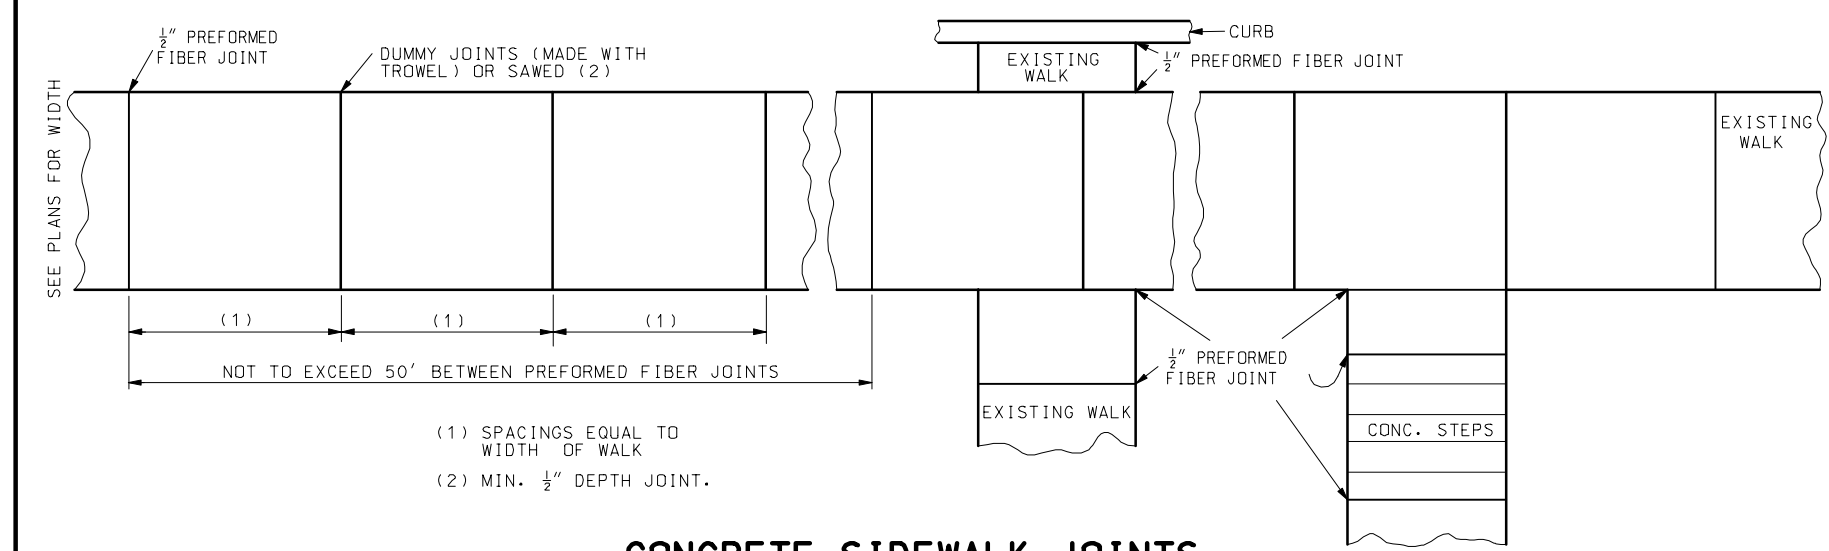 ½" PREFORMED
FIBER JOINT
DUMMY JOINTS (MADE WITH
TROWEL) OR SAWED (2)
CURB
EXISTING
WALK
½" PREFORMED FIBER JOINT
SEE PLANS FOR WIDTH
EXISTING
WALK
(1) (1) (1)
NOT TO EXCEED 50' BETWEEN PREFORMED FIBER JOINTS
½" PREFORMED
FIBER JOINT
EXISTING WALK
CONC. STEPS
(1) SPACINGS EQUAL TO
WIDTH OF WALK
(2) MIN. ½" DEPTH JOINT.
CONCRETE SIDEWALK JOINTS